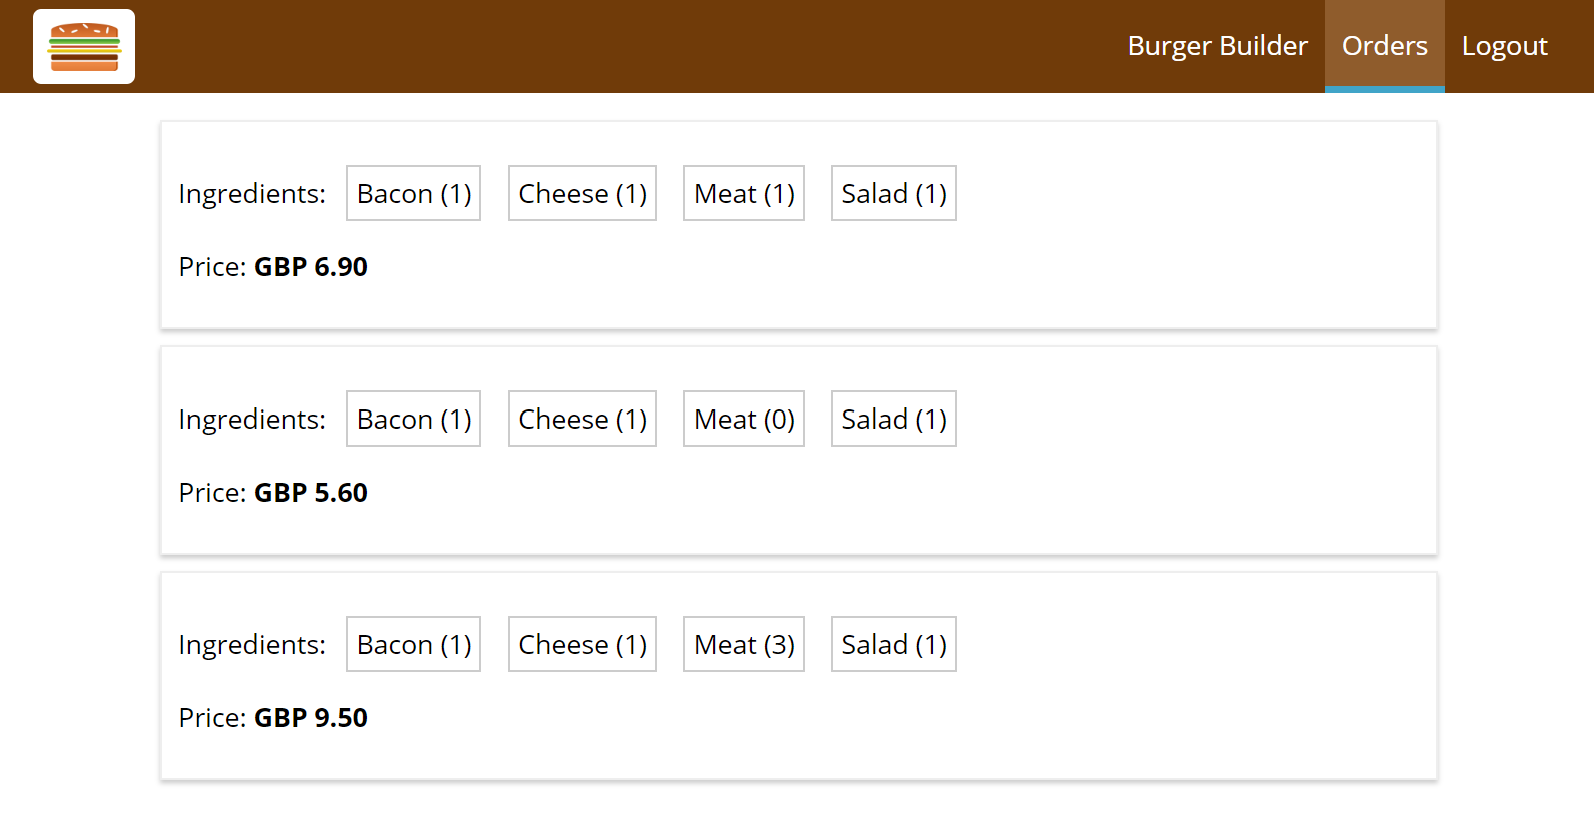 Burger Builder Orders Logout
Ingredients: Bacon (1) Cheese (1) Meat (1) Salad (1)
Price: GBP 6.90
Ingredients: Bacon (1) Cheese (1) Meat (0) Salad (1)
Price: GBP 5.60
Ingredients: Bacon (1) Cheese (1) Meat (3) Salad (1)
Price: GBP 9.50